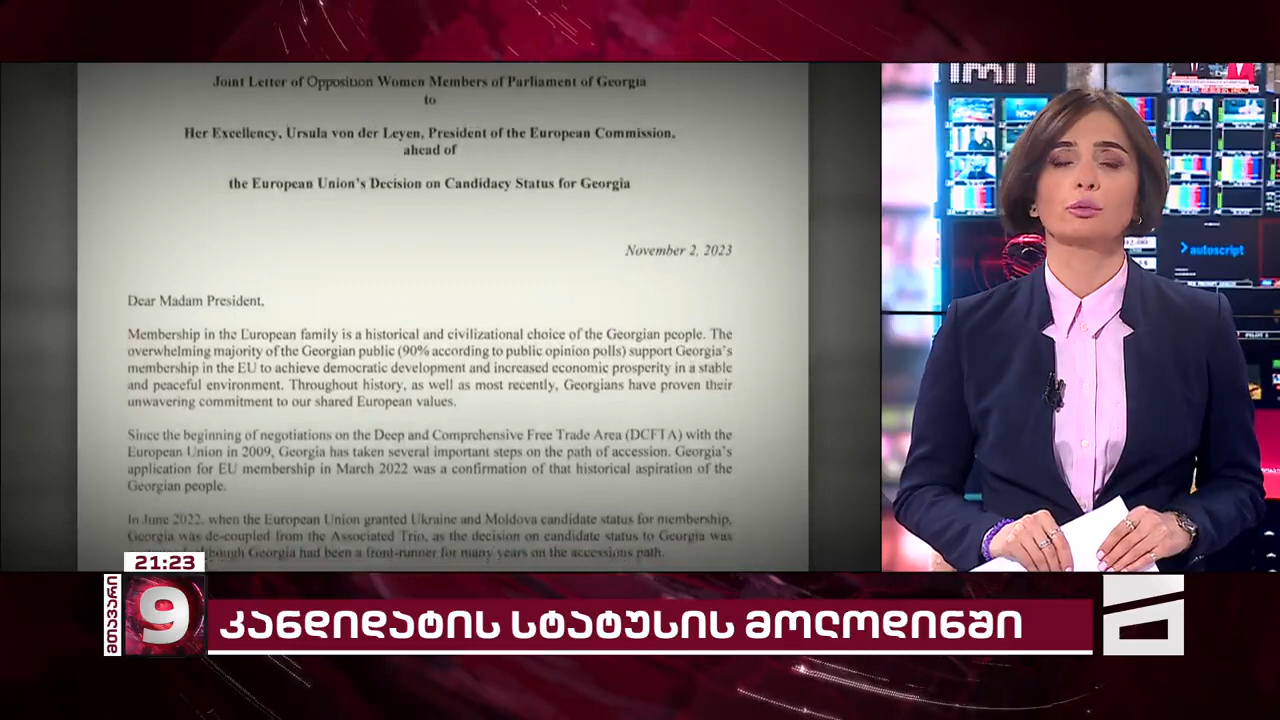 Joint Letter of Opposition Women Members of Parliament of Georgia
to
Her Excellency, Ursula von der Leyen, President of the European Commission,
ahead of
the European Union's Decision on Candidacy Status for Georgia
November 2, 2023
Dear Madam President,
Membership in the European family is a historical and civilizational choice of the Georgian people. The
overwhelming majority of the Georgian public (90% according to public opinion polls) support Georgia's
membership in the EU to achieve democratic development and increased economic prosperity in a stable
and peaceful environment. Throughout history, as well as most recently, Georgians have proven their
unwavering commitment to our shared European values.
Since the beginning of negotiations on the Deep and Comprehensive Free Trade Area (DCFTA) with the
European Union in 2009, Georgia has taken several important steps on the path of accession. Georgia's
application for EU membership in March 2022 was a confirmation of that historical aspiration of the
Georgian people.
In June 2022, when the European Union granted Ukraine and Moldova candidate status for membership,
Georgia was de-coupled from the Associated Trio, as the decision on candidate status to Georgia was
though Georgia had been a front-runner for many years on the accessions path.
NOW
autoscript
21:23
მთავარი
9
კანდიდატის სტატუსის მოლოდინში